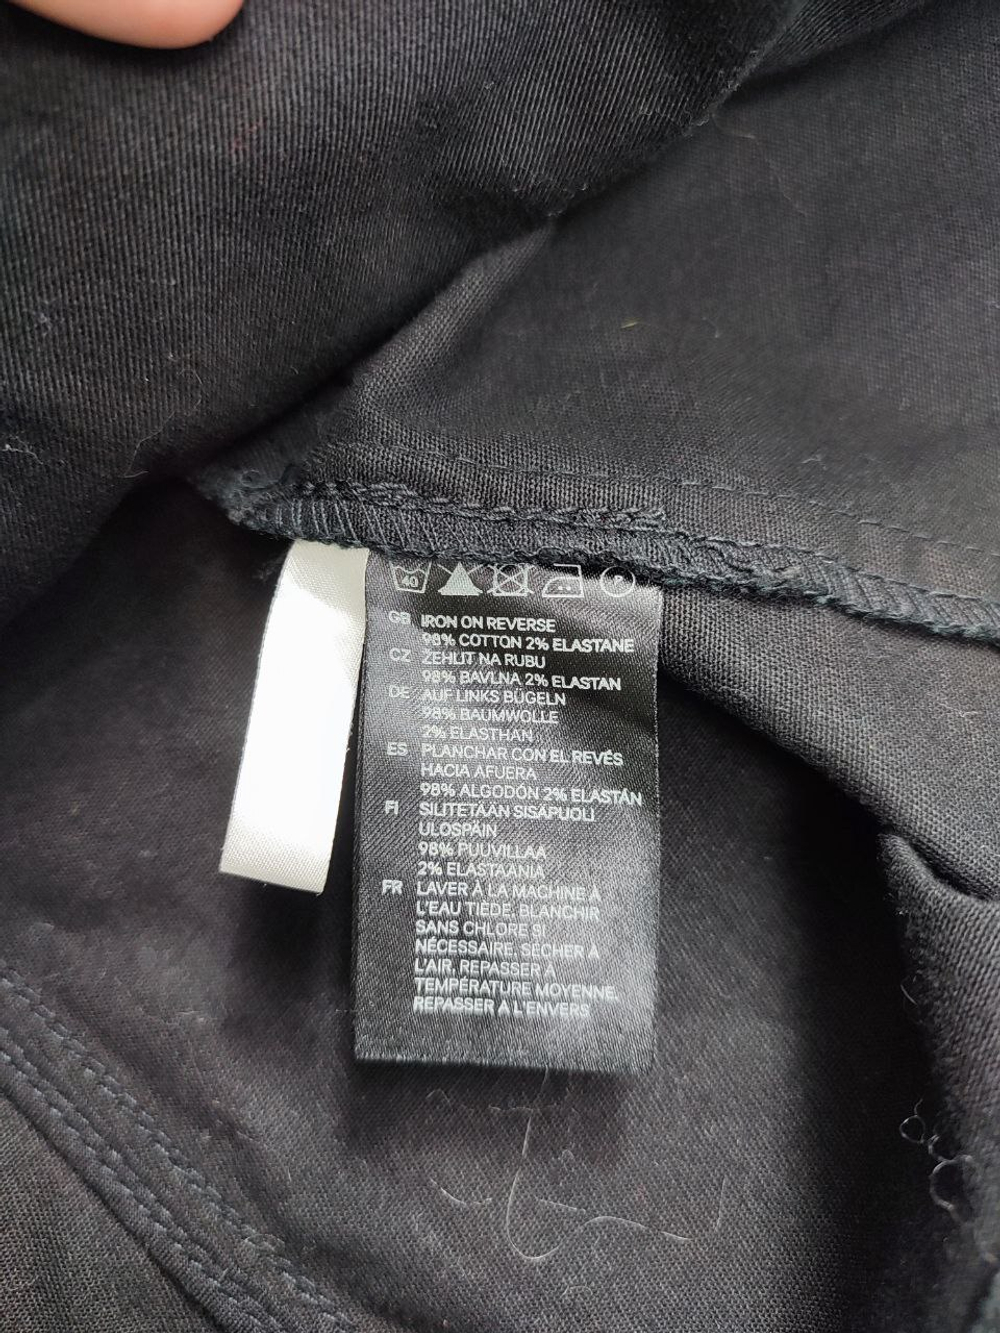 40
GB IRON ON REVERSE
98% COTTON 2% ELASTANE
CZ ŽEHLIT NA RUBU
98% BAVLNA 2% ELASTAN
DE AUF LINKS BÜGELN
98% BAUMWOLLE
2% ELASTHAN
ES PLANCHAR CON EL REVÉS
HACIA AFUERA
98% ALGODÓN 2% ELASTÁN
FI SILITETÄÄN SISÄPUOLI
ULOSPÄIN
98% PUUVILLAA
2% ELASTAANIA
FR LAVER À LA MACHINE À
L'EAU TIÈDE. BLANCHIR
SANS CHLORE SI
NÉCESSAIRE. SÉCHER À
L'AIR. REPASSER À
TEMPÉRATURE MOYENNE.
REPASSER À L'ENVERS